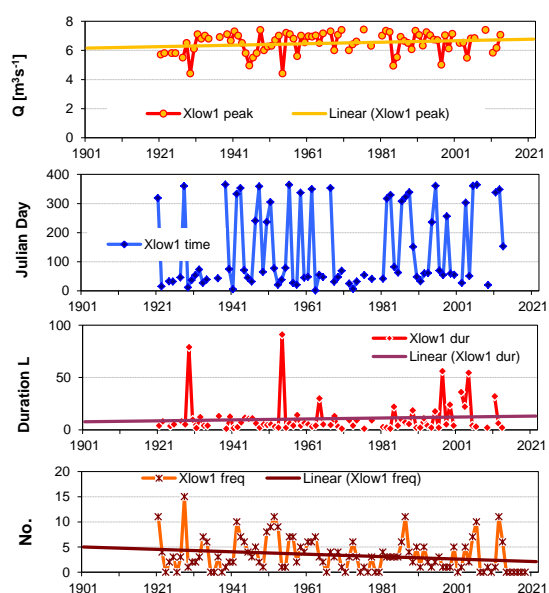 8
6
4
2
0
Q [m³s⁻¹]
Xlow1 peak Linear (Xlow1 peak)
1901 1921 1941 1961 1981 2001 2021
400
300
200
100
0
Julian Day
Xlow1 time
1901 1921 1941 1961 1981 2001 2021
100
50
0
Duration L
Xlow1 dur
Linear (Xlow1 dur)
1901 1921 1941 1961 1981 2001 2021
20
15
10
5
0
No.
Xlow1 freq Linear (Xlow1 freq)
1901 1921 1941 1961 1981 2001 2021